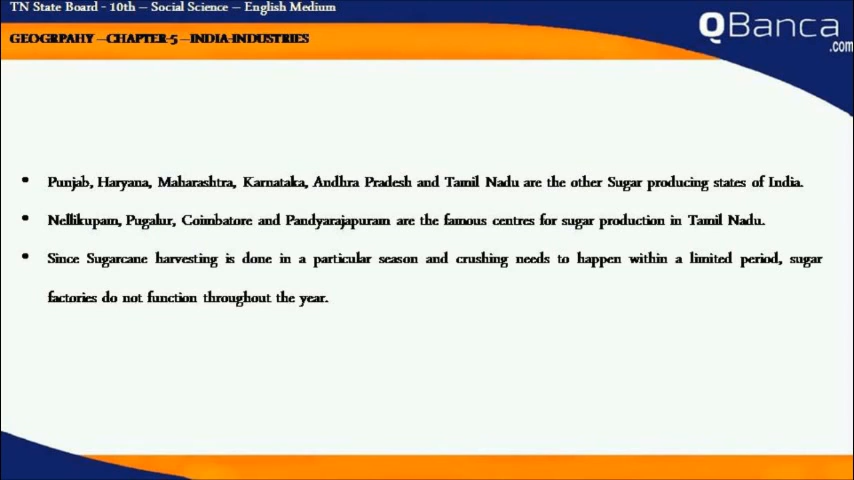 TN State Board - 10th – Social Science – English Medium
QBanca
.com
GEOGRPAHY –CHAPTER-5 –INDIA-INDUSTRIES
• Punjab, Haryana, Maharashtra, Karnataka, Andhra Pradesh and Tamil Nadu are the other Sugar producing states of India.
• Nellikupam, Pugalur, Coimbatore and Pandyarajapuram are the famous centres for sugar production in Tamil Nadu.
• Since Sugarcane harvesting is done in a particular season and crushing needs to happen within a limited period, sugar
factories do not function throughout the year.